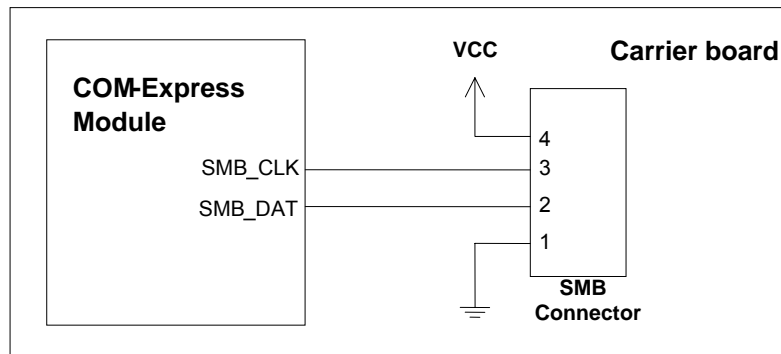 Carrier board
VCC
COM-Express
Module
4
SMB_CLK
3
SMB_DAT
2
1
SMB
Connector